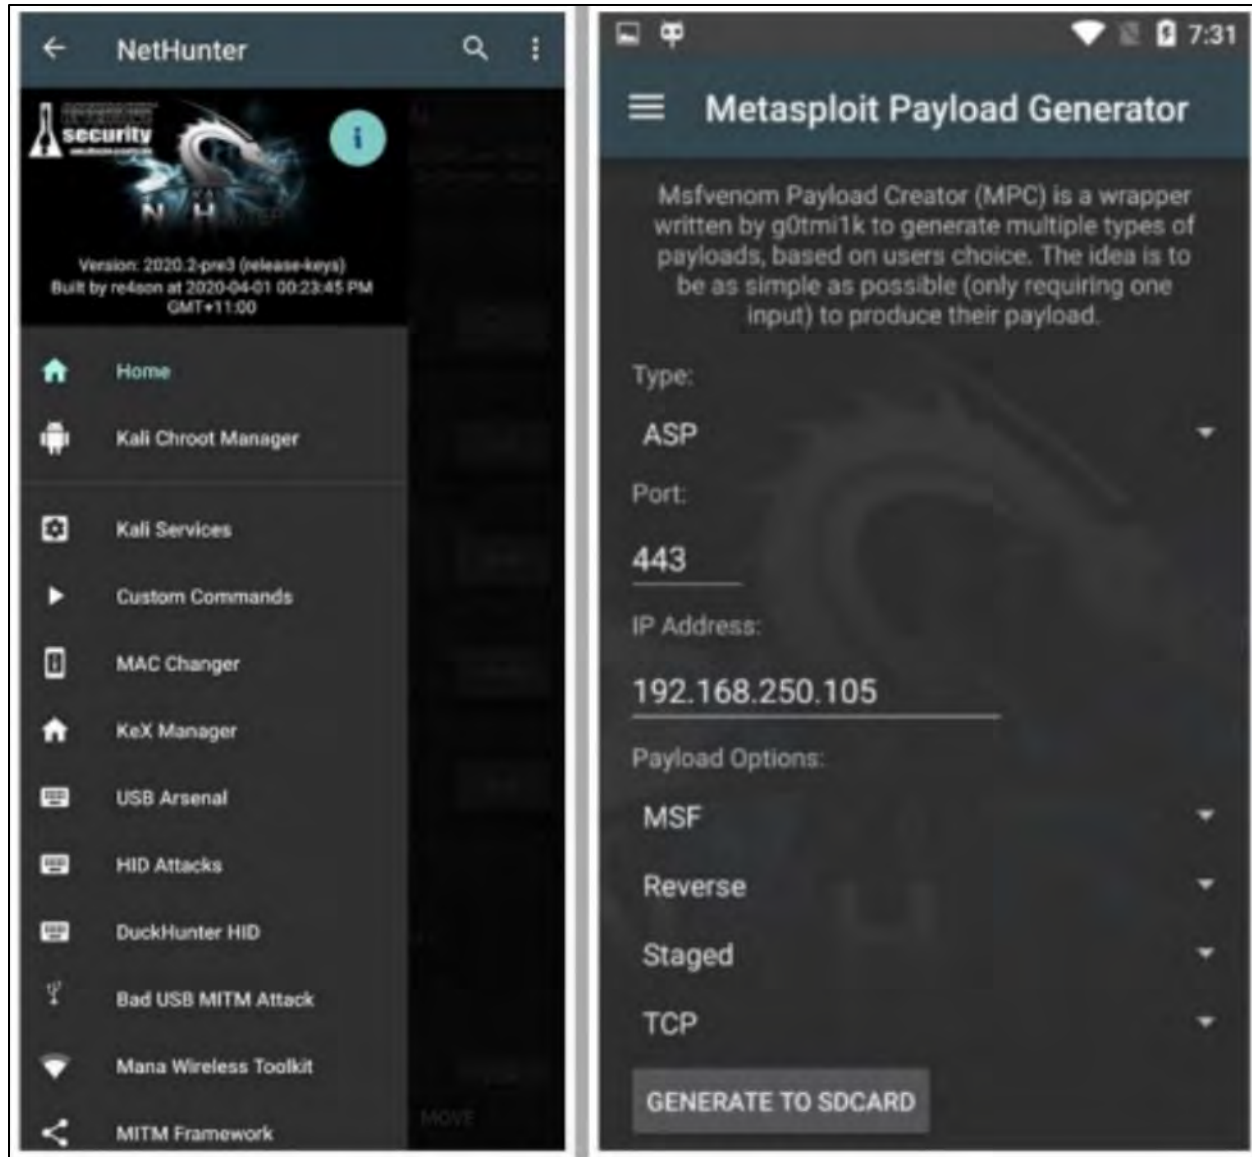 NetHunter
security
Version: 2020.2-pre3 (release-keys)
Built by re4son at 2020-04-01 00:23:45 PM
GMT+11:00
Home
Kali Chroot Manager
Kali Services
Custom Commands
MAC Changer
KeX Manager
USB Arsenal
HID Attacks
DuckHunter HID
Bad USB MITM Attack
Mana Wireless Toolkit
MITM Framework
MOVE
7:31
Metasploit Payload Generator
Msfvenom Payload Creator (MPC) is a wrapper
written by g0tmi1k to generate multiple types of
payloads, based on users choice. The idea is to
be as simple as possible (only requiring one
input) to produce their payload.
Type:
ASP
Port:
443
IP Address:
192.168.250.105
Payload Options:
MSF
Reverse
Staged
TCP
GENERATE TO SDCARD